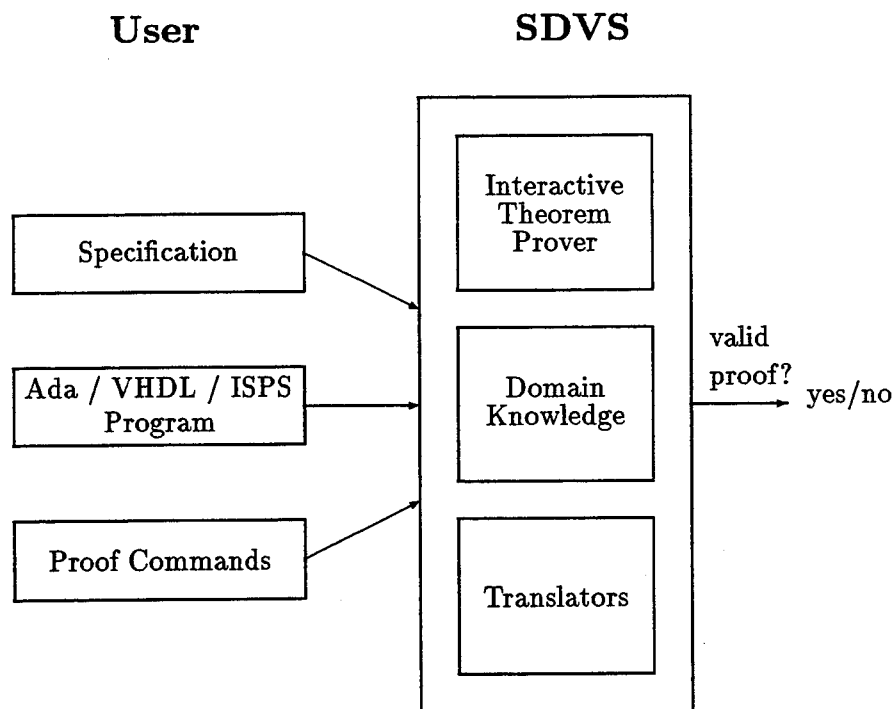 User
SDVS
Specification
Ada / VHDL / ISPS
Program
Proof Commands
Interactive
Theorem
Prover
Domain
Knowledge
Translators
valid
proof?
yes/no